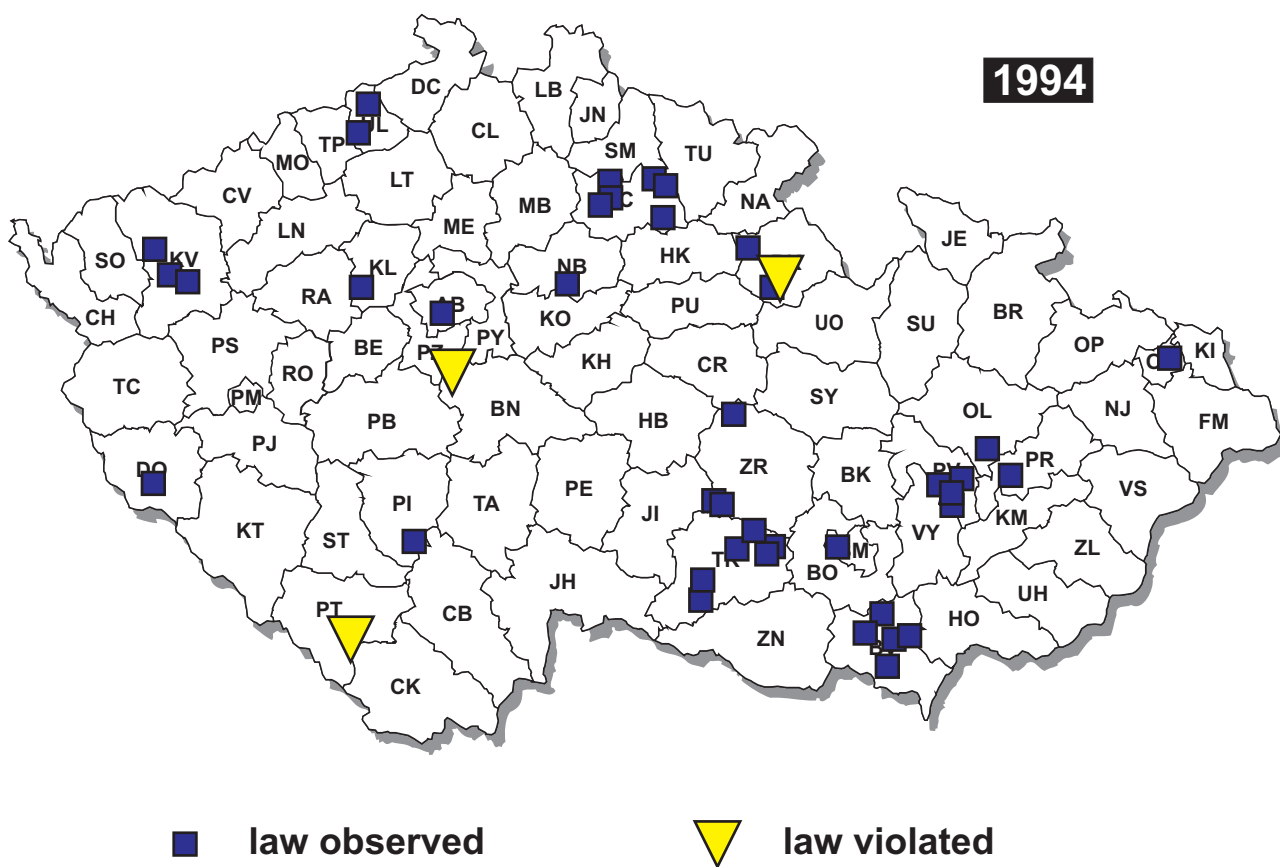 1994
DC
LB
JN
TP
MO
CL
SM
TU
CV
LT
MB
NA
ME
LN
SO
KV
KL
NB
HK
JE
RA
CH
KO
PU
UO
SU
BR
PS
BE
PY
OP
KI
RO
KH
CR
TC
PM
SY
BN
PB
HB
OL
NJ
FM
PJ
ZR
BK
PR
PE
VS
PI
TA
JI
KM
KT
ST
VY
ZL
BO
JH
UH
PT
CB
HO
ZN
CK
law observed
law violated